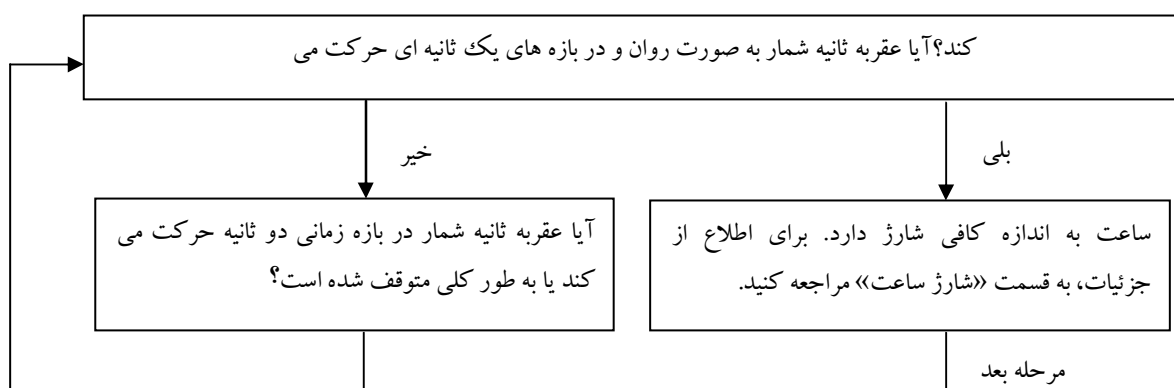 کند؟آیا عقربه ثانیه شمار به صورت روان و در بازه های یک ثانیه ای حرکت می
بلی
خیر
ساعت به اندازه کافی شارژ دارد. برای اطلاع از
جزئیات، به قسمت «شارژ ساعت» مراجعه کنید.
آیا عقربه ثانیه شمار در بازه زمانی دو ثانیه حرکت می
کند یا به طور کلی متوقف شده است؟
مرحله بعد